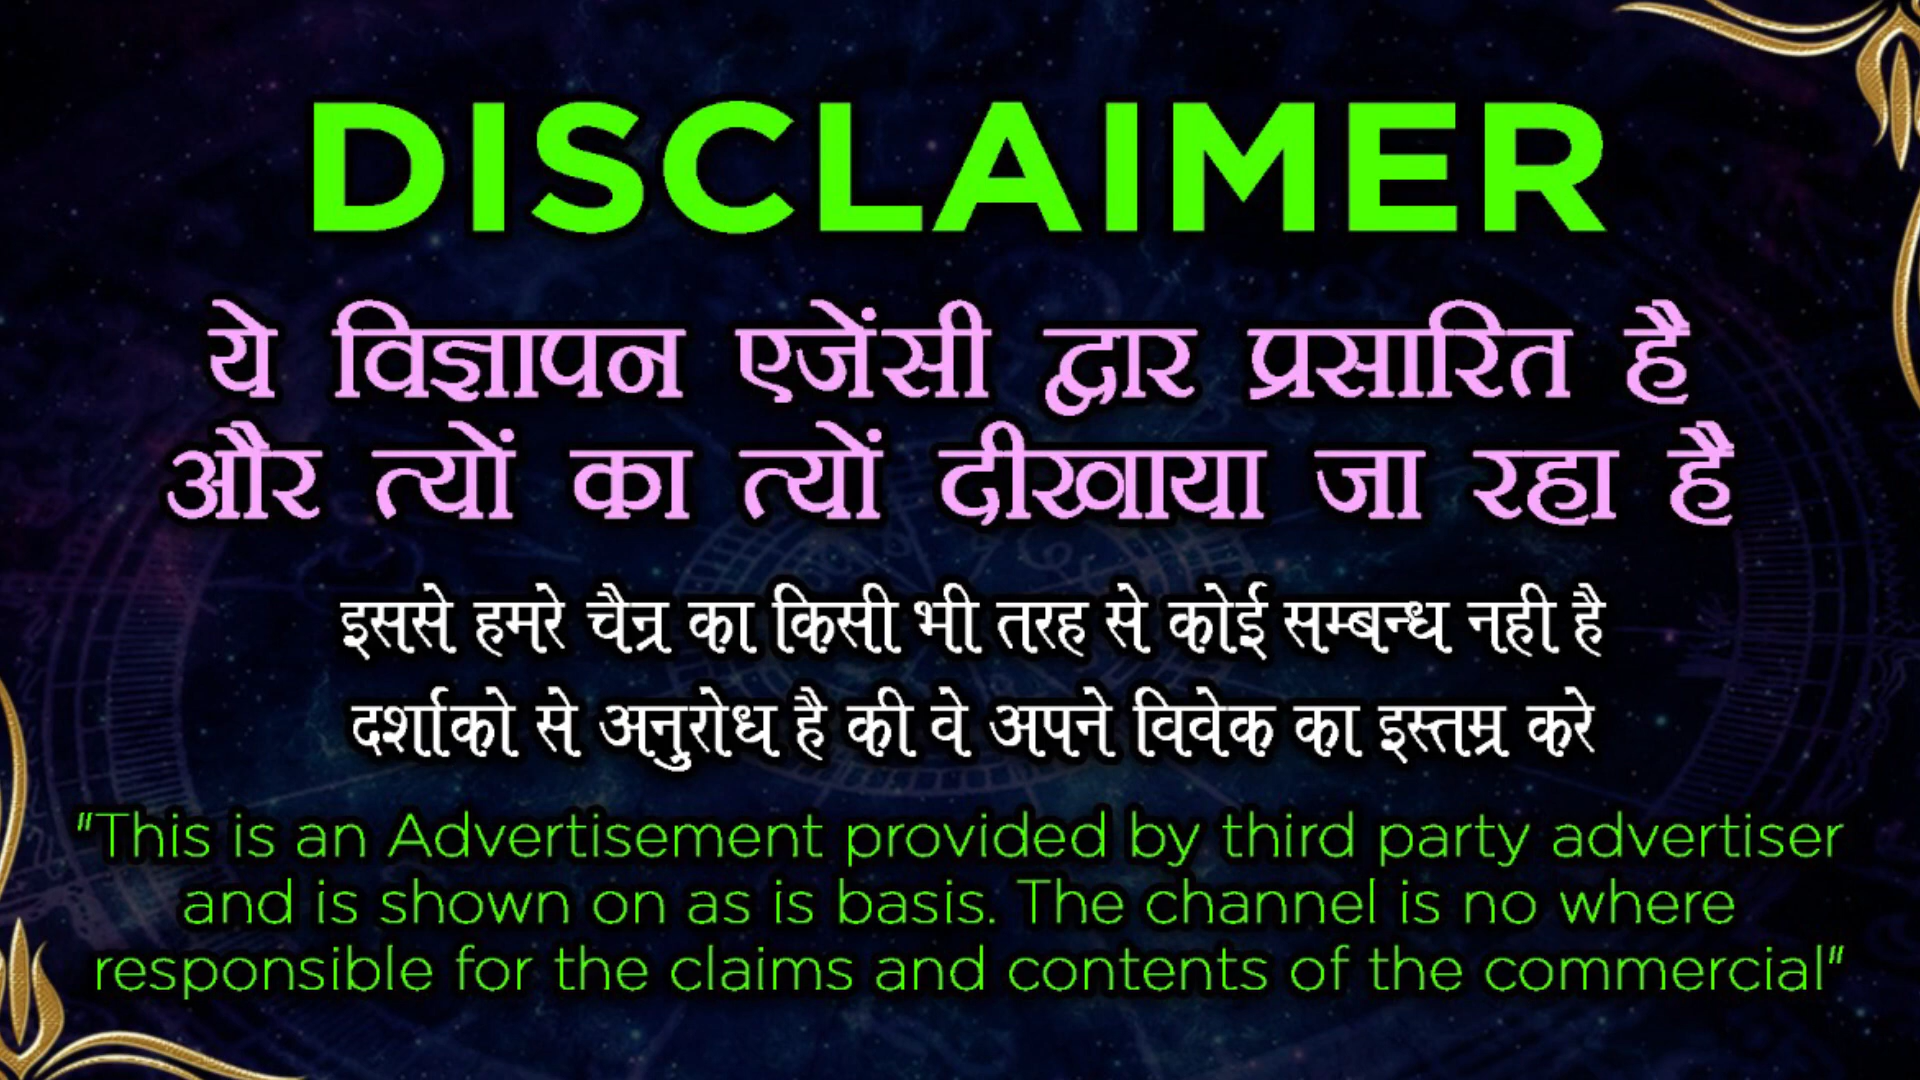 DISCLAIMER
ये विज्ञापन एजेंसी द्वार प्रसारित है
और त्यों का त्यों दीखाया जा रहा है
इससे हमरे चैन्र का किसी भी तरह से कोई सम्बन्ध नही है
दर्शाको से अनुरोध है की वे अपने विवेक का इस्तम्र करे
"This is an Advertisement provided by third party advertiser
and is shown on as is basis. The channel is no where
responsible for the claims and contents of the commercial"